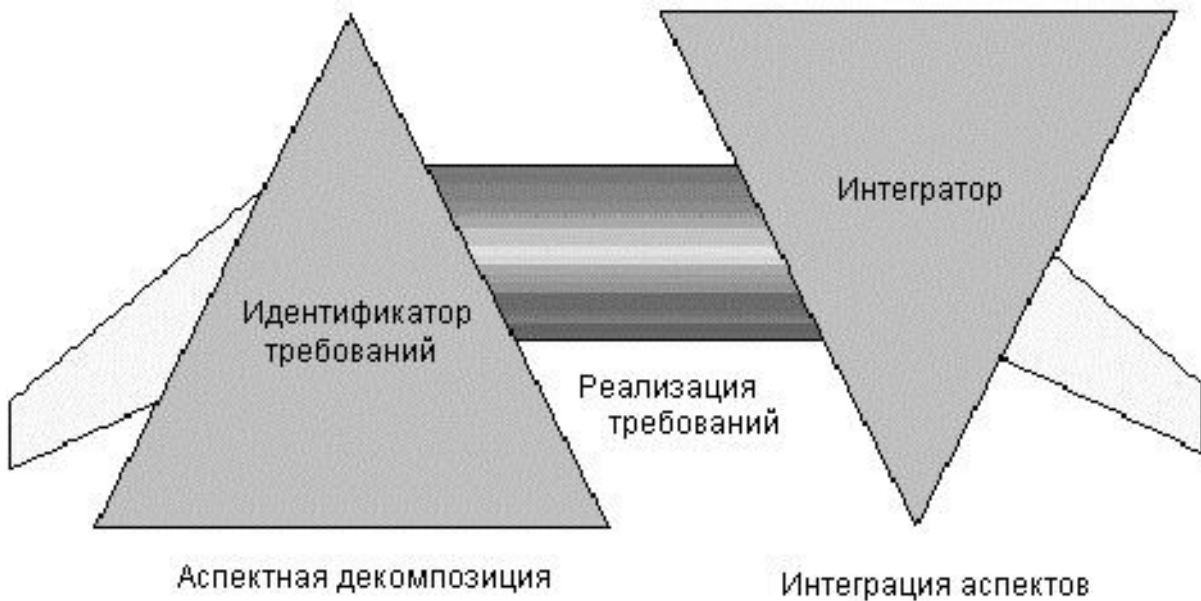 Интегратор
Идентификатор
требований
Реализация
требований
Аспектная декомпозиция
Интеграция аспектов